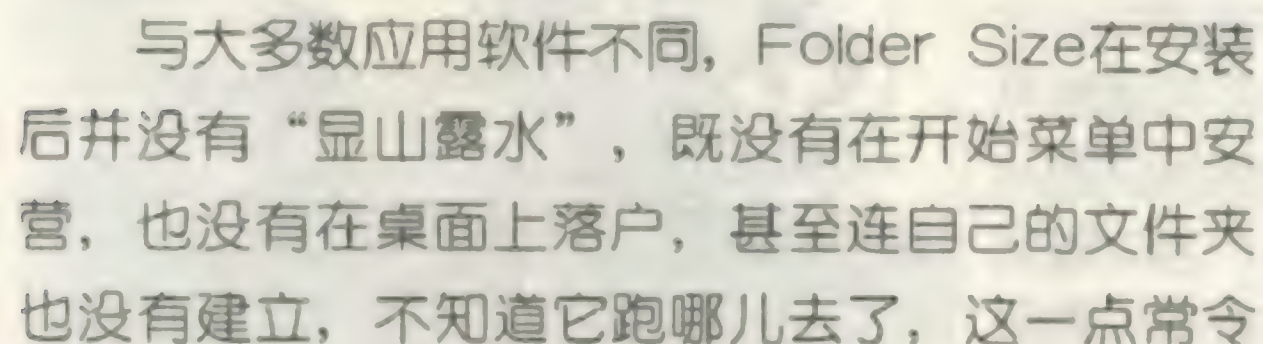 与大多数应用软件不同，Folder Size在安装
后并没有“显山露水”，既没有在开始菜单中安
营，也没有在桌面上落户，甚至连自己的文件夹
也没有建立，不知道它跑哪儿去了，这一点常令